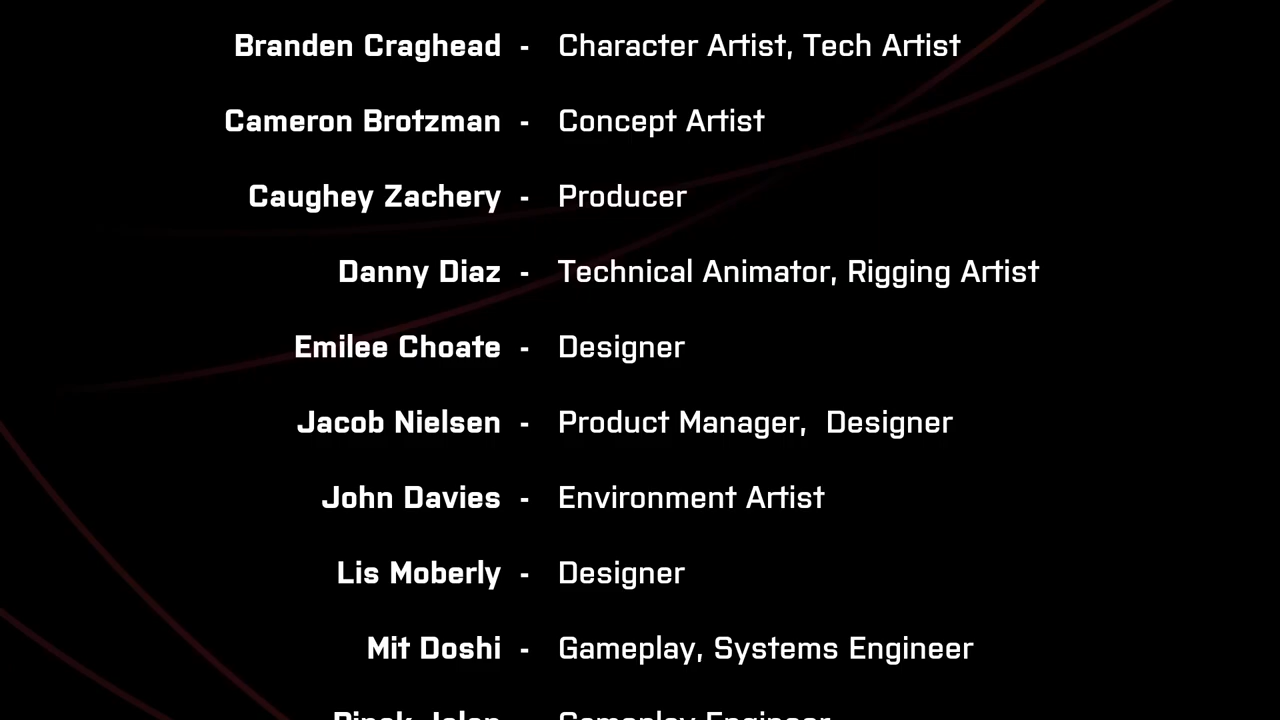 Branden Craghead - Character Artist, Tech Artist
Cameron Brotzman - Concept Artist
Caughey Zachery - Producer
Danny Diaz - Technical Animator, Rigging Artist
Emilee Choate - Designer
Jacob Nielsen - Product Manager,  Designer
John Davies - Environment Artist
Lis Moberly - Designer
Mit Doshi - Gameplay, Systems Engineer
Gameplay Engineer